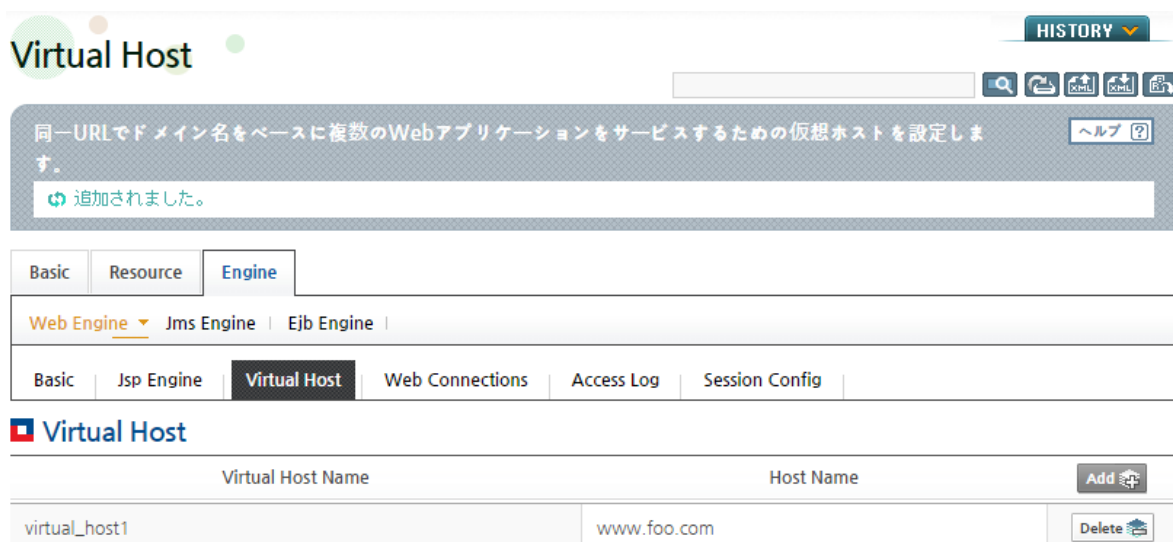 HISTORY
Virtual Host
XML XML
同一URLでドメイン名をベースに複数のWebアプリケーションをサービスするための仮想ホストを設定しま
す。
ヘルプ ?
追加されました。
Basic Resource Engine
Web Engine Jms Engine Ejb Engine
Basic Jsp Engine Virtual Host Web Connections Access Log Session Config
Virtual Host
Virtual Host Name Host Name Add
virtual_host1 www.foo.com Delete